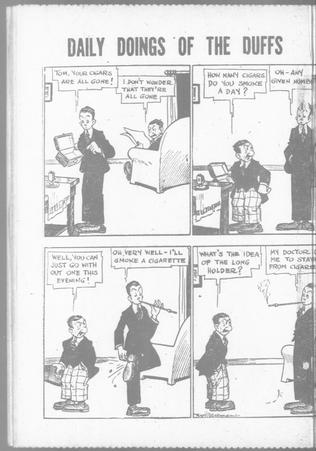 DAILY DOINGS OF THE DUFFS
TOM, YOUR CIGARS
ARE ALL GONE!
I DON'T WONDER
THAT THEY'RE
ALL GONE
HOW MANY CIGARS
DO YOU SMOKE
A DAY?
OH-ANY
GIVEN NUMBE
WELL, YOU CAN
JUST GO WITH
OUT ONE THIS
EVENING!
OH, VERY WELL-I'LL
SMOKE A CIGARETTE
WHAT'S THE IDEA
OF THE LONG
HOLDER?
MY DOCTOR
ME TO STAY
FROM CIGARE